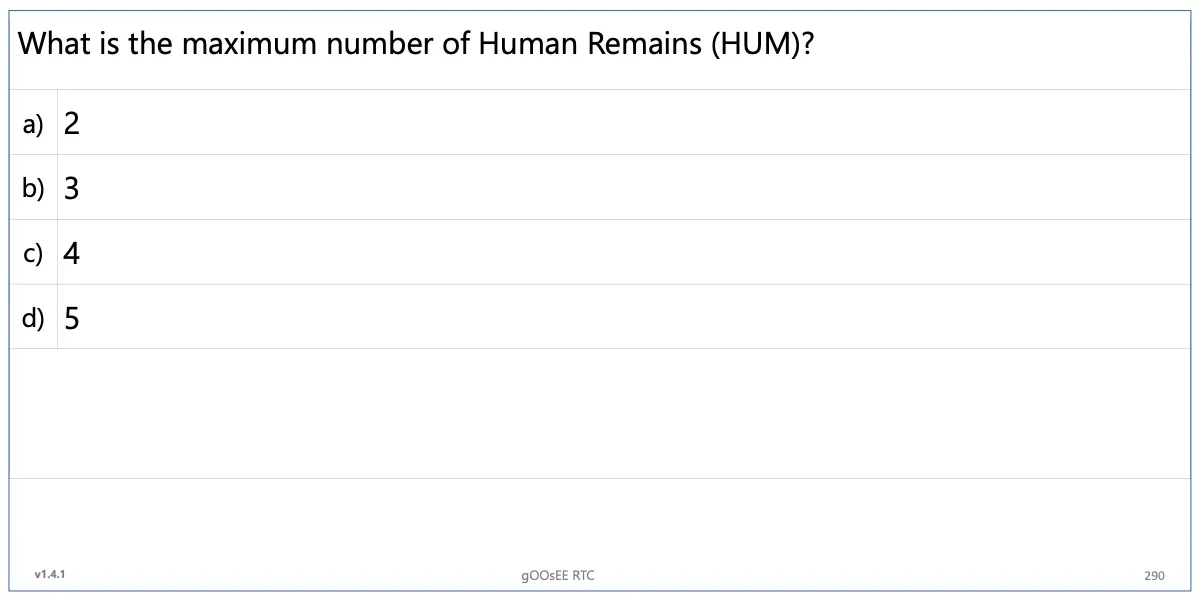 What is the maximum number of Human Remains (HUM)?
a) 2
b) 3
c) 4
d) 5
v1.4.1 gOOsEE RTC 290